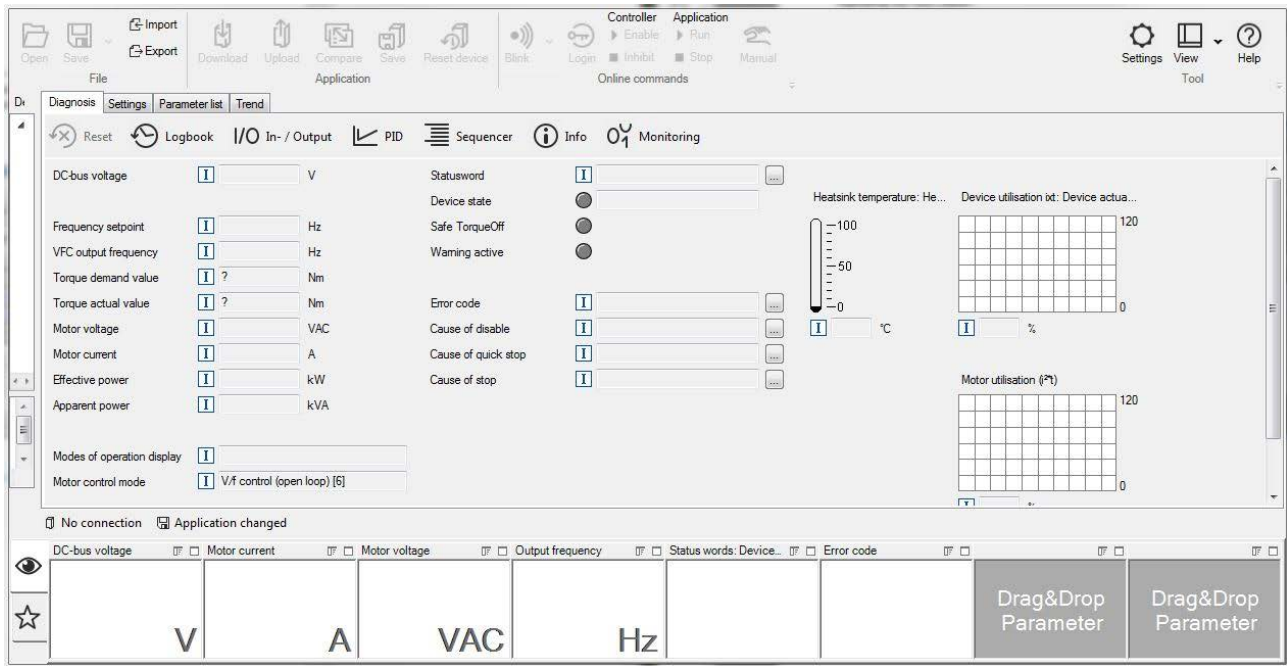 Controller Application
Import
Enable Run
Export
Open Save Download Upload Compare Save Reset device Blink Login Inhibit Stop Manual Settings View Help
File Application Online commands Tool
Diagnosis Settings Parameter list Trend
Reset Logbook I/O In- / Output PID Sequencer Info Monitoring
DC-bus voltage I V Statusword I ...
Device state Heatsink temperature: He... Device utilisation ixt: Device actua...
Frequency setpoint I Hz Safe TorqueOff 100 120
VFC output frequency I Hz Warning active
Torque demand value I ? Nm 50
Torque actual value I ? Nm Error code I ... 0 0
Motor voltage I VAC Cause of disable I ... I °C I %
Motor current I A Cause of quick stop I ...
Effective power I kW Cause of stop I ... Motor utilisation (i²*t)
Apparent power I kVA 120
Modes of operation display I
Motor control mode I V/f control (open loop) [6] 0
No connection Application changed
DC-bus voltage Motor current Motor voltage Output frequency Status words: Device... Error code
Drag&Drop Drag&Drop
Parameter Parameter
V A VAC Hz